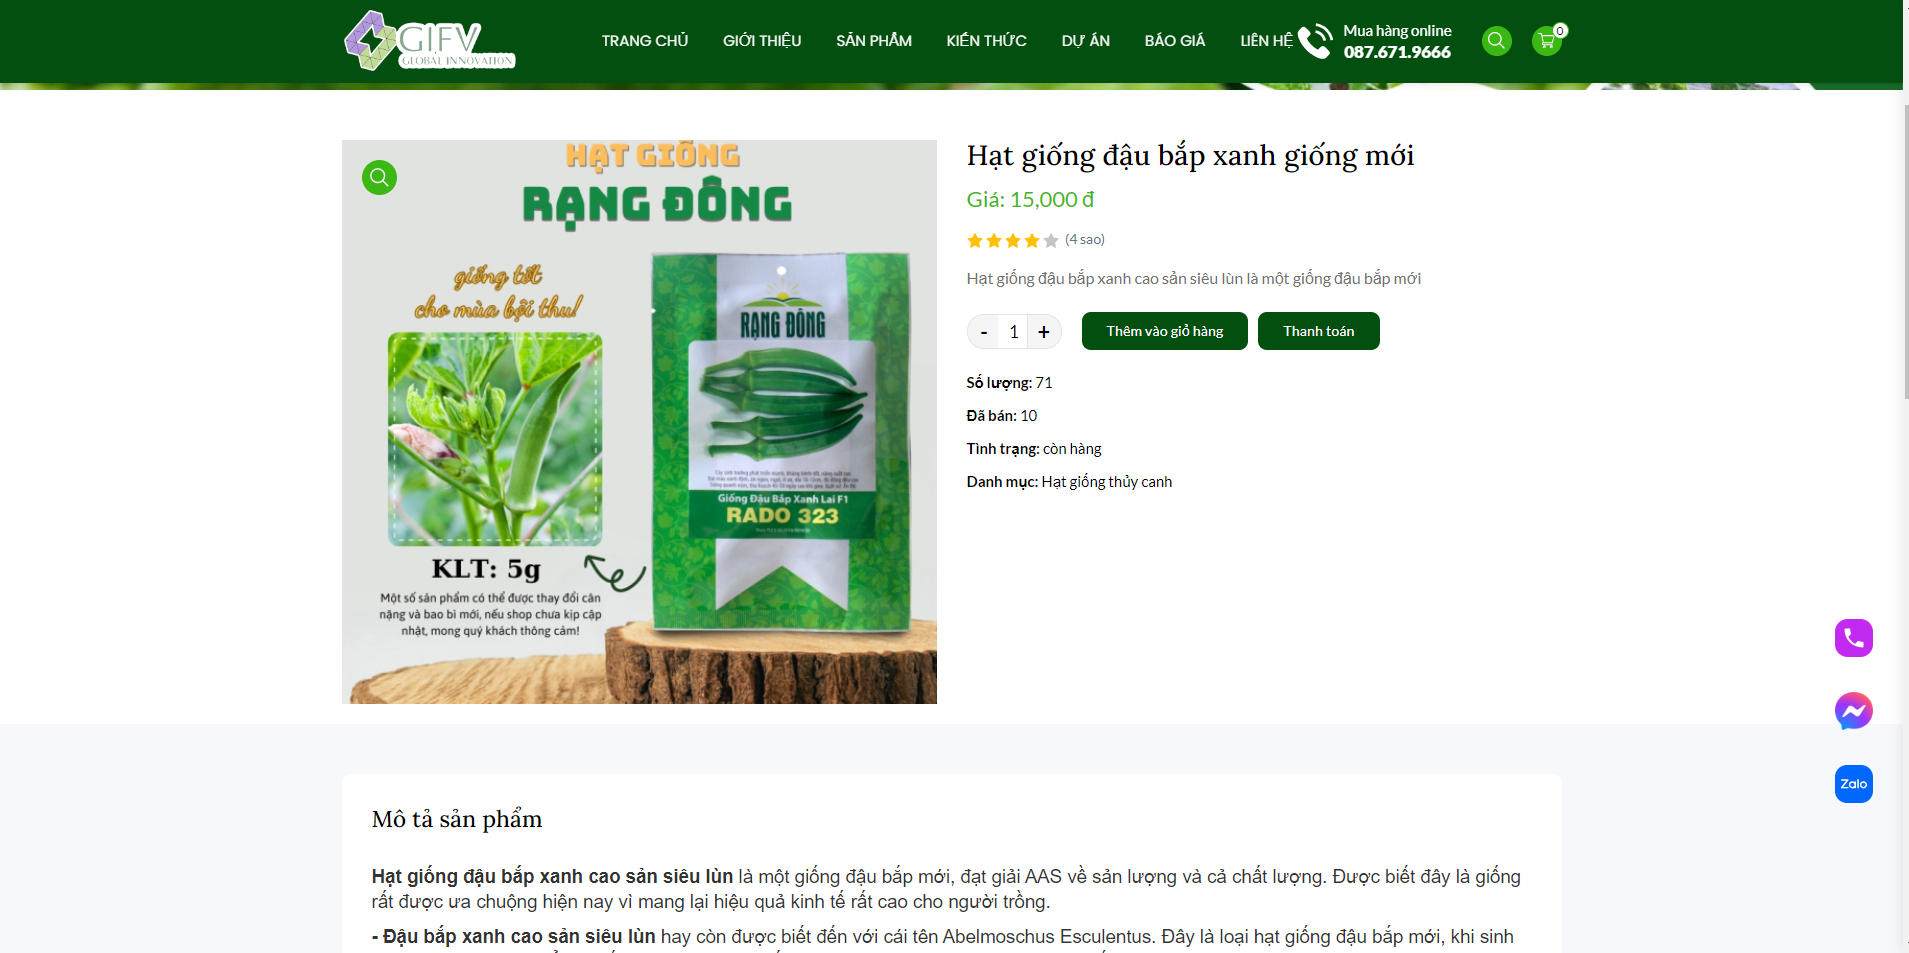 GIFV
GLOBAL INNOVATION
TRANG CHỦ
GIỚI THIỆU
SẢN PHẨM
KIẾN THỨC
DỰ ÁN
BÁO GIÁ
LIÊN HỆ
Mua hàng online
087.671.9666
0
HẠT GIỐNG
RẠNG ĐÔNG
giống tốt
cho mùa bội thu!
RẠNG ĐÔNG
Giống Đậu Bắp Xanh Lai F1
RADO 323
KLT: 5g
Một số sản phẩm có thể được thay đổi cân
nặng và bao bì mới, nếu shop chưa kịp cập
nhật, mong quý khách thông cảm!
Hạt giống đậu bắp xanh giống mới
Giá: 15,000 đ
(4 sao)
Hạt giống đậu bắp xanh cao sản siêu lùn là một giống đậu bắp mới
- 1 +
Thêm vào giỏ hàng
Thanh toán
Số lượng: 71
Đã bán: 10
Tình trạng: còn hàng
Danh mục: Hạt giống thủy canh
Zalo
Mô tả sản phẩm
Hạt giống đậu bắp xanh cao sản siêu lùn là một giống đậu bắp mới, đạt giải AAS về sản lượng và cả chất lượng. Được biết đây là giống
rất được ưa chuộng hiện nay vì mang lại hiệu quả kinh tế rất cao cho người trồng.
- Đậu bắp xanh cao sản siêu lùn hay còn được biết đến với cái tên Abelmoschus Esculentus. Đây là loại hạt giống đậu bắp mới, khi sinh